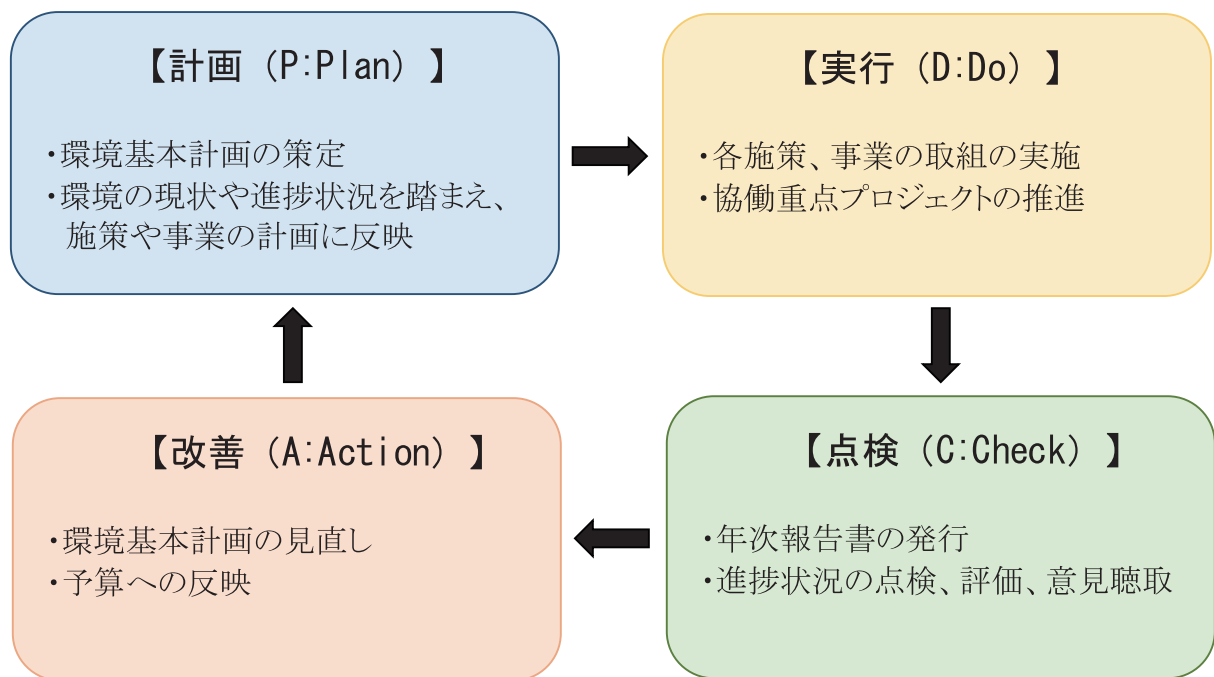 【計画（P:Plan）】
・環境基本計画の策定
・環境の現状や進捗状況を踏まえ、
施策や事業の計画に反映
【実行（D:Do）】
・各施策、事業の取組の実施
・協働重点プロジェクトの推進
【改善（A:Action）】
・環境基本計画の見直し
・予算への反映
【点検（C:Check）】
・年次報告書の発行
・進捗状況の点検、評価、意見聴取